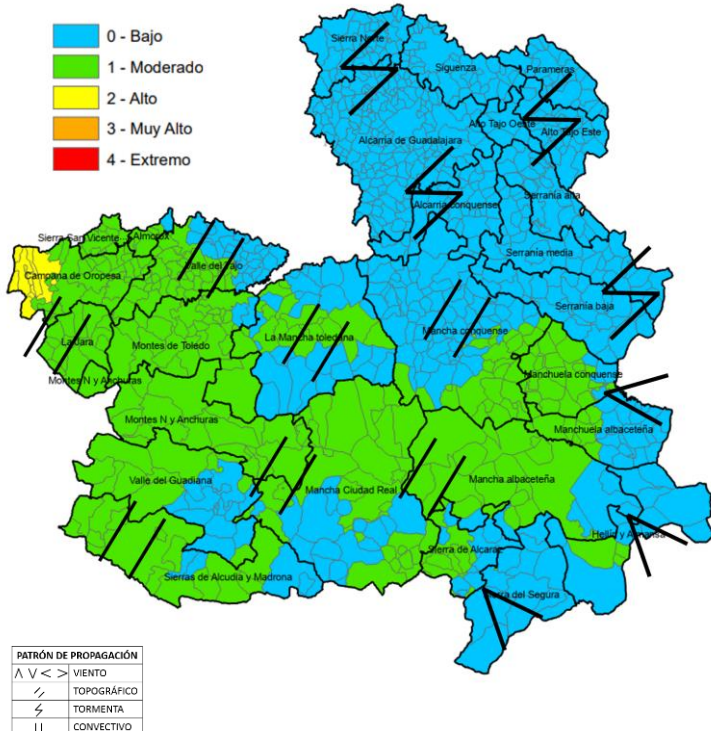 0 - Bajo
1 - Moderado
2 - Alto
3 - Muy Alto
4 - Extremo
Sierra Norte
Sigüenza
Parameras
Alcarria de Guadalajara
Alto Tajo Oeste
Alto Tajo Este
Alcarria conquense
Serranía alta
Serranía media
Serranía baja
Sierra San Vicente
Almorox
Campana de Oropesa
Valle del Tajo
La Jara
Montes de Toledo
La Mancha toledana
Mancha conquense
Montes N y Anchuras
Manchuela conquense
Montes N y Anchuras
Manchuela albaceteña
Valle del Guadiana
Mancha Ciudad Real
Mancha albaceteña
Hellín y Almansa
Sierra de Alcaraz
Sierras de Alcudia y Madrona
Sierra del Segura
PATRÓN DE PROPAGACIÓN
VIENTO
TOPOGRÁFICO
TORMENTA
CONVECTIVO